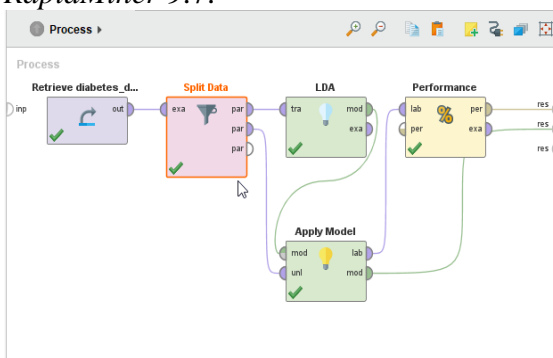 RapidMiner 9.7.
Process
Process
Retrieve diabetes_d...
Split Data
LDA
Performance
inp
out
exa
par
par
par
tra
mod
exa
lab
per
%
per
exa
res
res
res
Apply Model
mod
lab
unl
mod